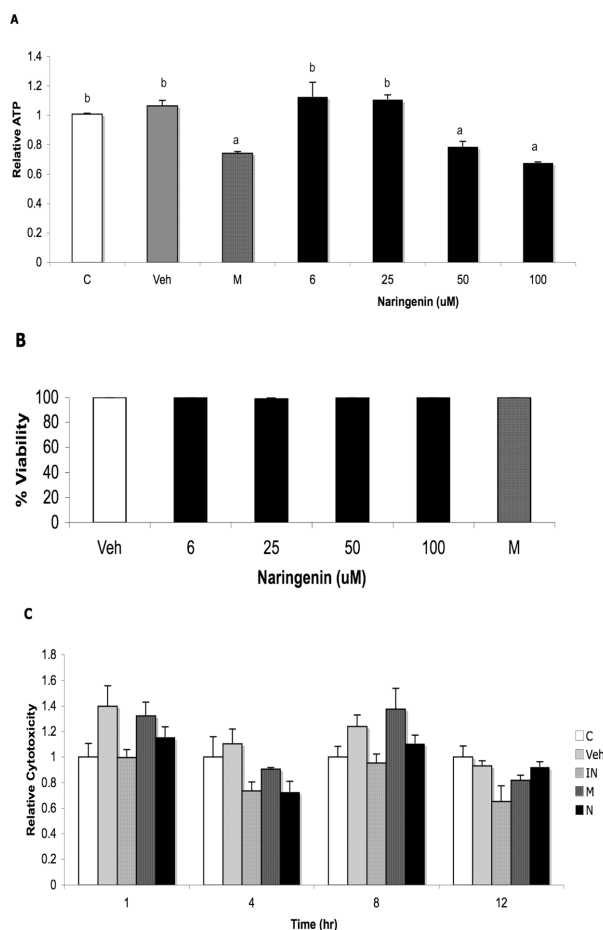 A
Relative ATP
1.4
1.2
1
0.8
0.6
0.4
0.2
0
b
b
a
b
b
a
a
C Veh M 6 25 50 100
Naringenin (uM)
B
% Viability
100
80
60
40
20
0
Veh 6 25 50 100 M
Naringenin (uM)
C
Relative Cytotoxicity
1.8
1.6
1.4
1.2
1
0.8
0.6
0.4
0.2
0
1 4 8 12
Time (hr)
C
Veh
IN
M
N